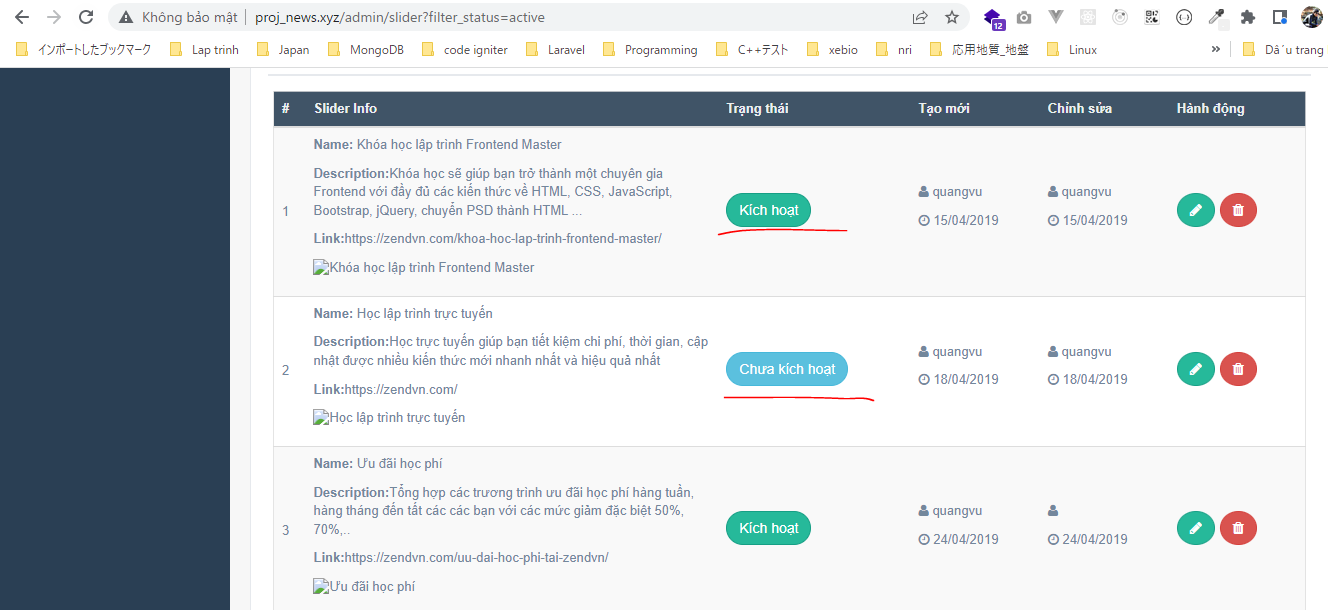 Không bảo mật
proj_news.xyz/admin/slider?filter_status=active
12
インポートしたブックマーク Lap trinh Japan MongoDB code igniter Laravel Programming C++テスト xebio nri 応用地質_地盤 Linux » Dấu trang
# Slider Info Trạng thái Tạo mới Chỉnh sửa Hành động
1
Name: Khóa học lập trình Frontend Master
Description:Khóa học sẽ giúp bạn trở thành một chuyên gia
Frontend với đầy đủ các kiến thức về HTML, CSS, JavaScript,
Bootstrap, jQuery, chuyển PSD thành HTML ...
Link:https://zendvn.com/khoa-hoc-lap-trinh-frontend-master/
Khóa học lập trình Frontend Master
Kích hoạt
quangvu
15/04/2019
quangvu
15/04/2019
2
Name: Học lập trình trực tuyến
Description:Học trực tuyến giúp bạn tiết kiệm chi phí, thời gian, cập
nhật được nhiều kiến thức mới nhanh nhất và hiệu quả nhất
Link:https://zendvn.com/
Học lập trình trực tuyến
Chưa kích hoạt
quangvu
18/04/2019
quangvu
18/04/2019
3
Name: Ưu đãi học phí
Description:Tổng hợp các trương trình ưu đãi học phí hàng tuần,
hàng tháng đến tất các các bạn với các mức giảm đặc biệt 50%,
70%,..
Link:https://zendvn.com/uu-dai-hoc-phi-tai-zendvn/
Ưu đãi học phí
Kích hoạt
quangvu
24/04/2019
24/04/2019